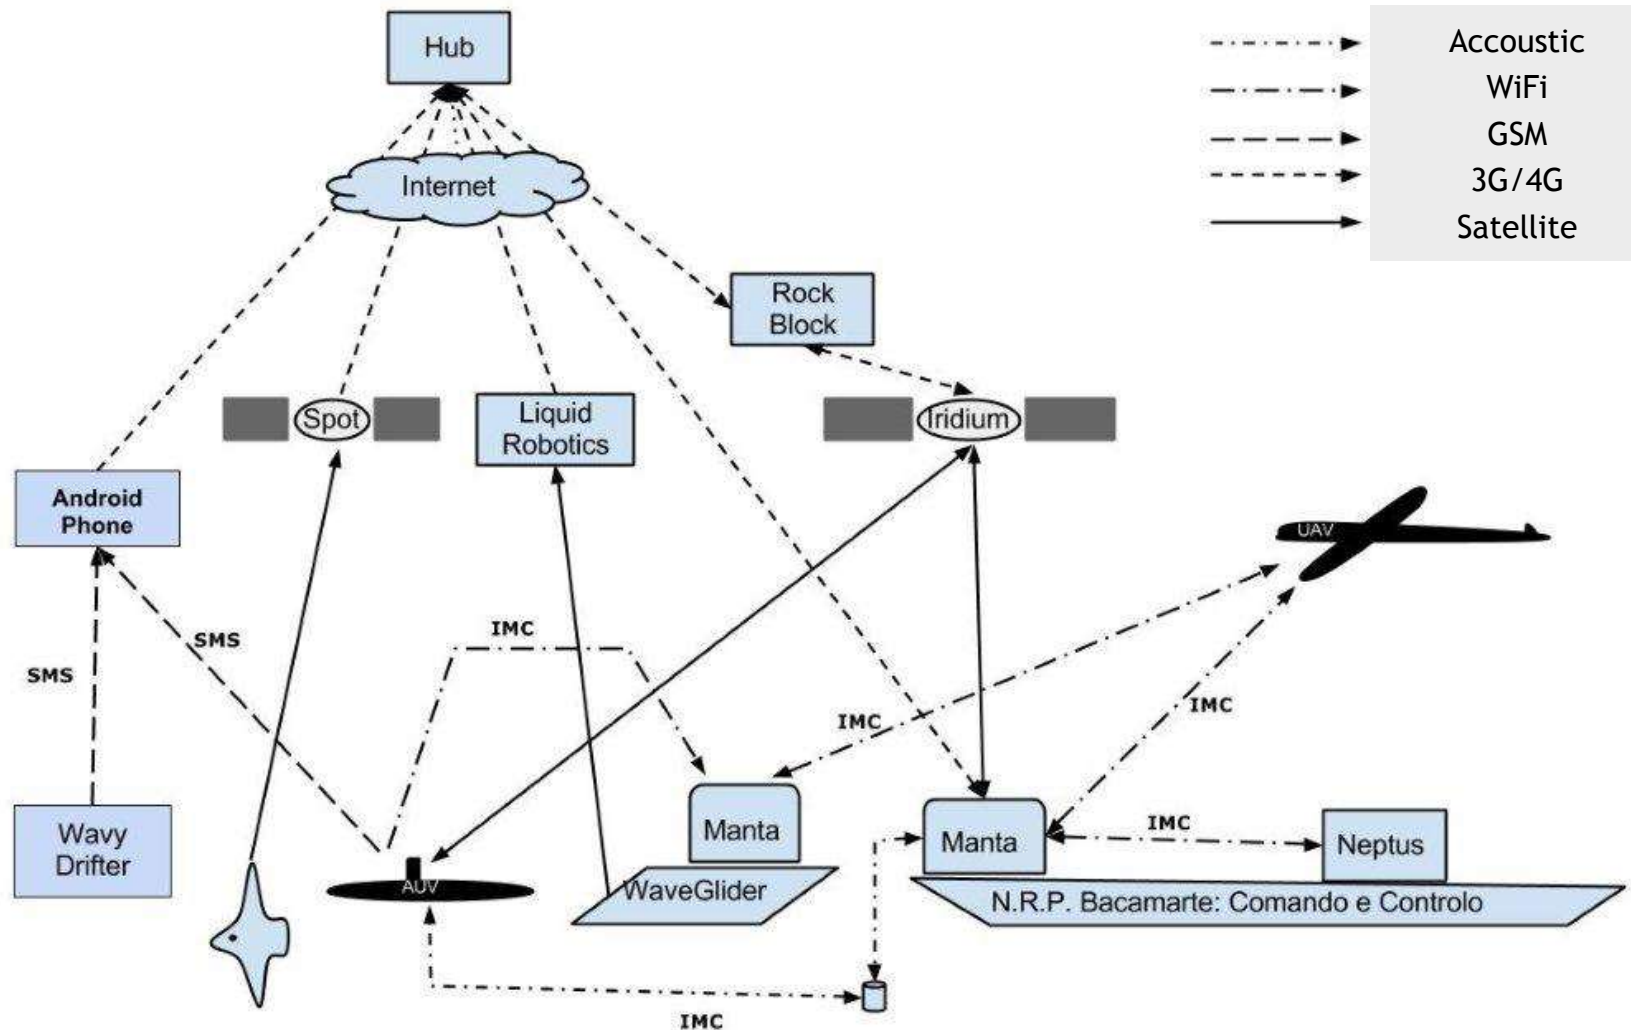 Hub
Accoustic
WiFi
GSM
3G/4G
Satellite
Internet
Rock
Block
Spot
Liquid
Robotics
Iridium
Android
Phone
UAV
SMS
SMS
IMC
IMC
IMC
Wavy
Drifter
AUV
Manta
WaveGlider
Manta
IMC
Neptus
N.R.P. Bacamarte: Comando e Controlo
IMC